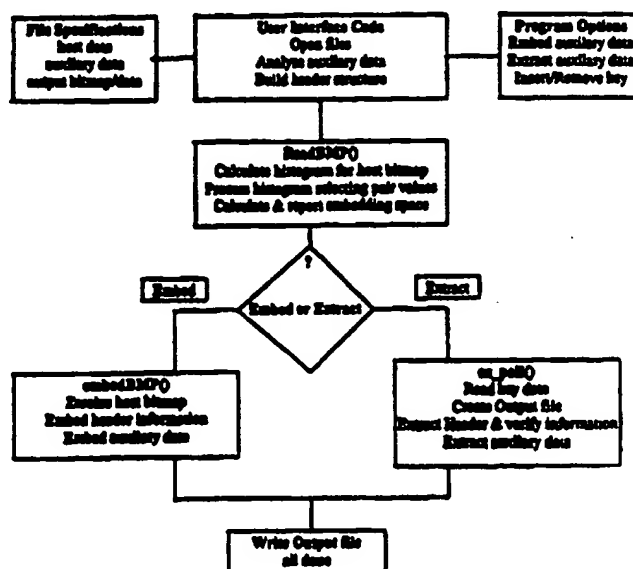 File Specifications
host data
auxiliary data
output bitmap/data
User Interface Code
Open files
Analyze auxiliary data
Build header structure
Program Options
Embed auxiliary data
Extract auxiliary data
Insert/Remove key
ReadBMP()
Calculate histogram for host bitmap
Process histogram selecting pair values
Calculate & report embedding space
?
Embed or Extract
Embed
Extract
embedBMP()
host bitmap
Embed header information
Embed auxiliary data
Read key data
Create Output file
Extract Header & verify information
Extract auxiliary data
Write Output file
all done